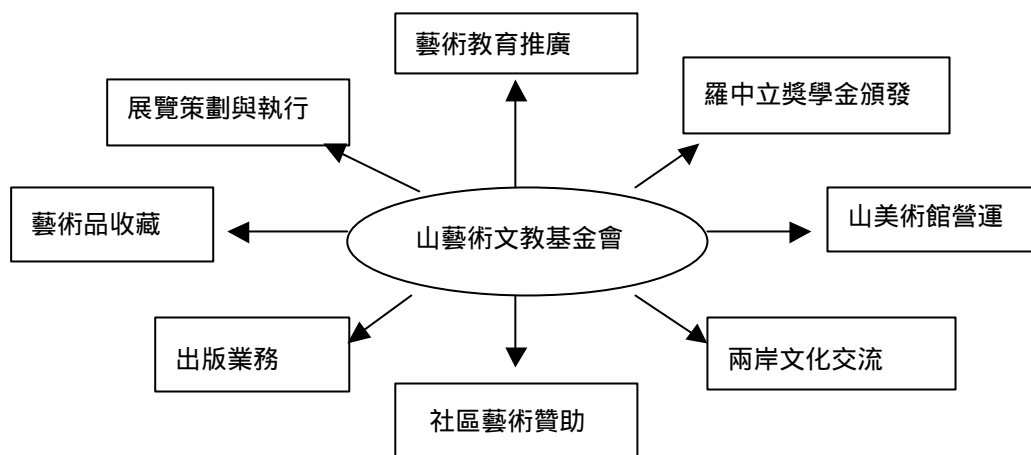 藝術教育推廣
羅中立獎學金頒發
展覽策劃與執行
藝術品收藏
山藝術文教基金會
山美術館營運
出版業務
兩岸文化交流
社區藝術贊助